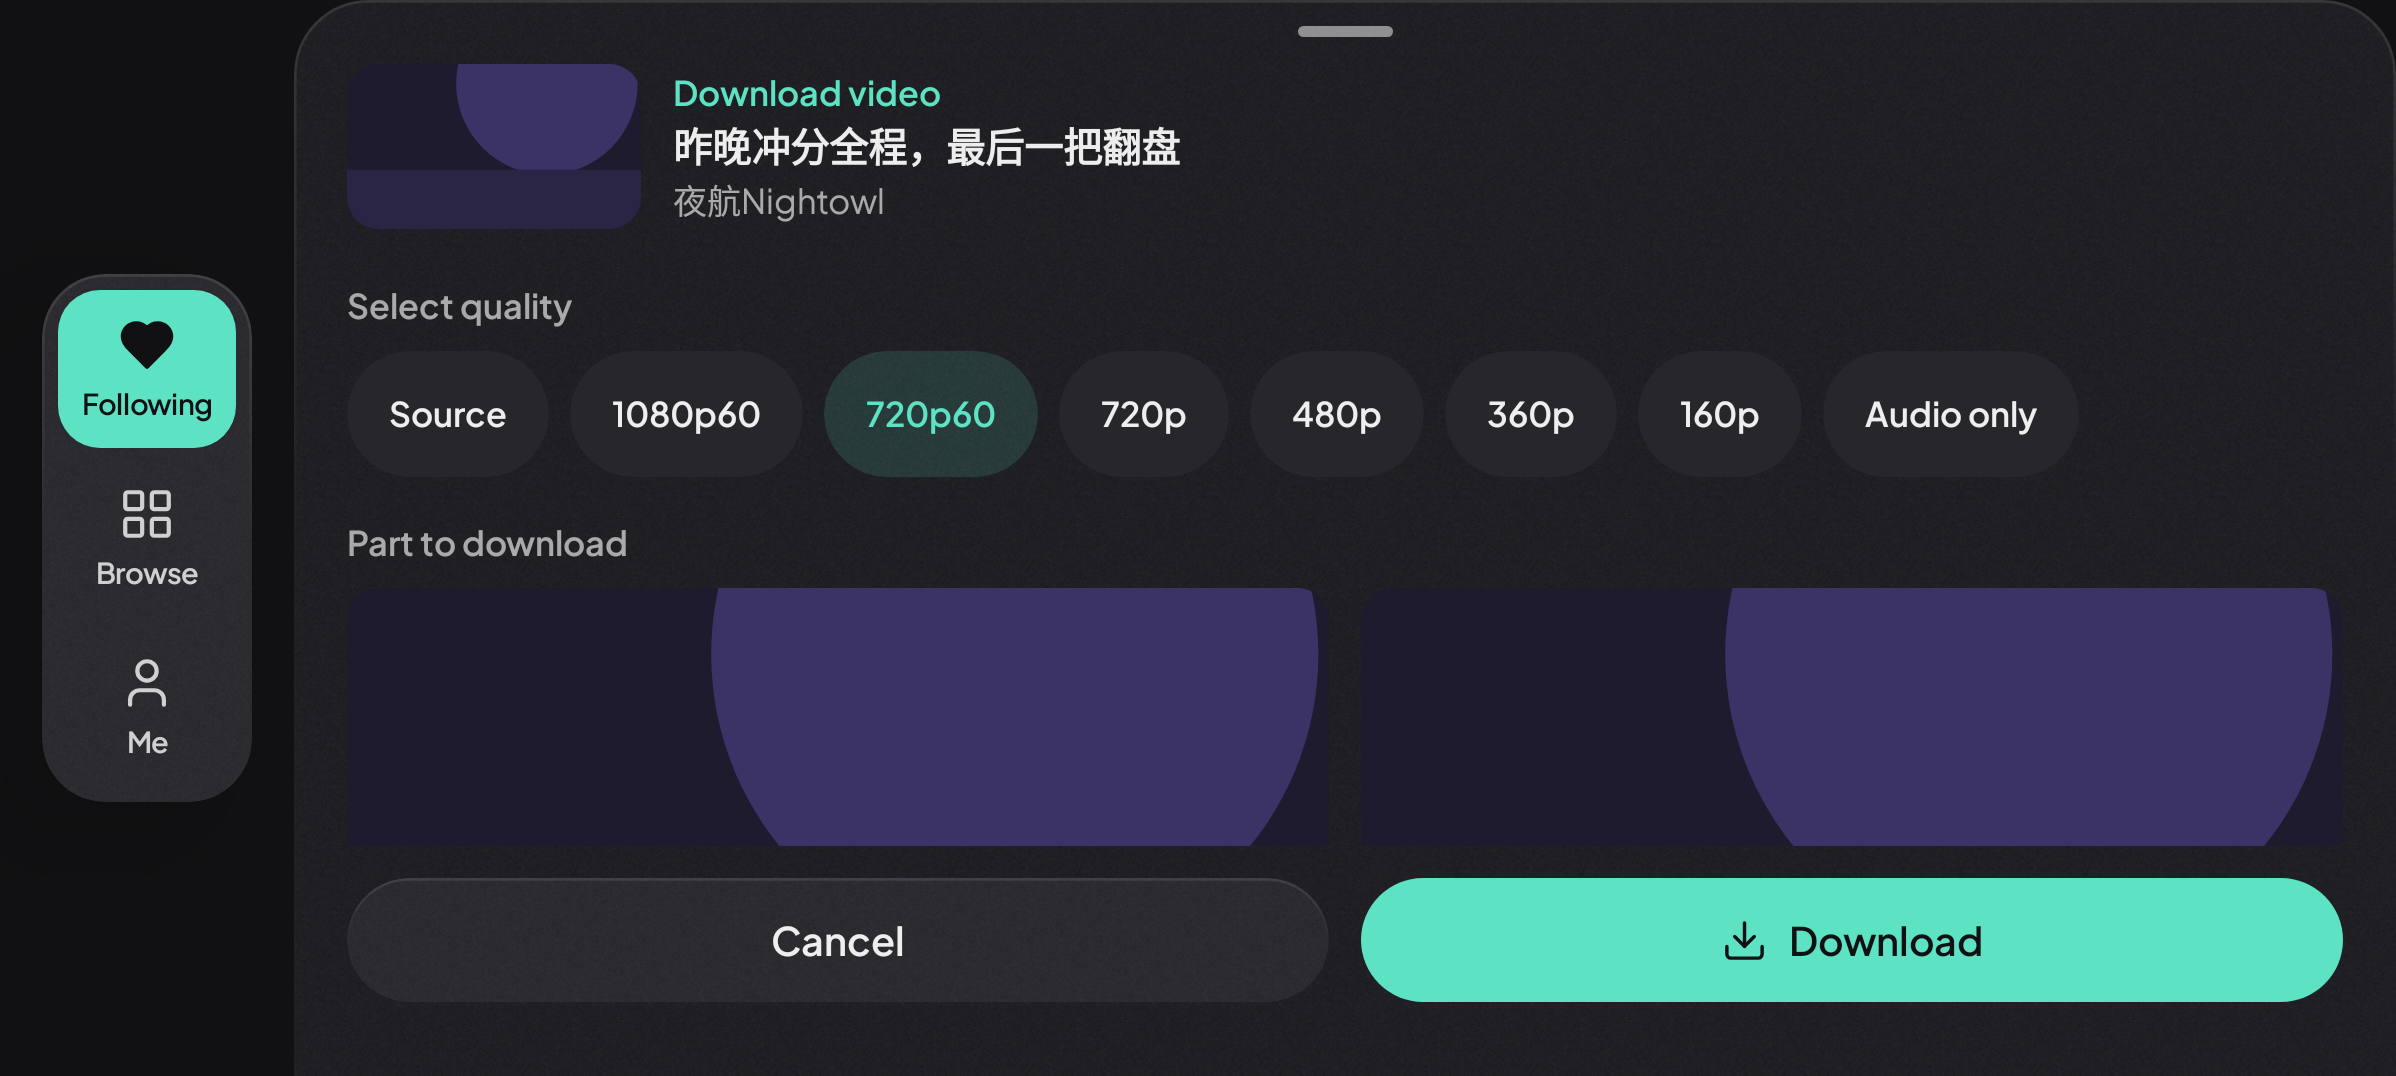 Download video
昨晚冲分全程，最后一把翻盘
夜航Nightowl
Select quality
Source
1080p60
720p60
720p
480p
360p
160p
Audio only
Part to download
Cancel
Download
Following
Browse
Me